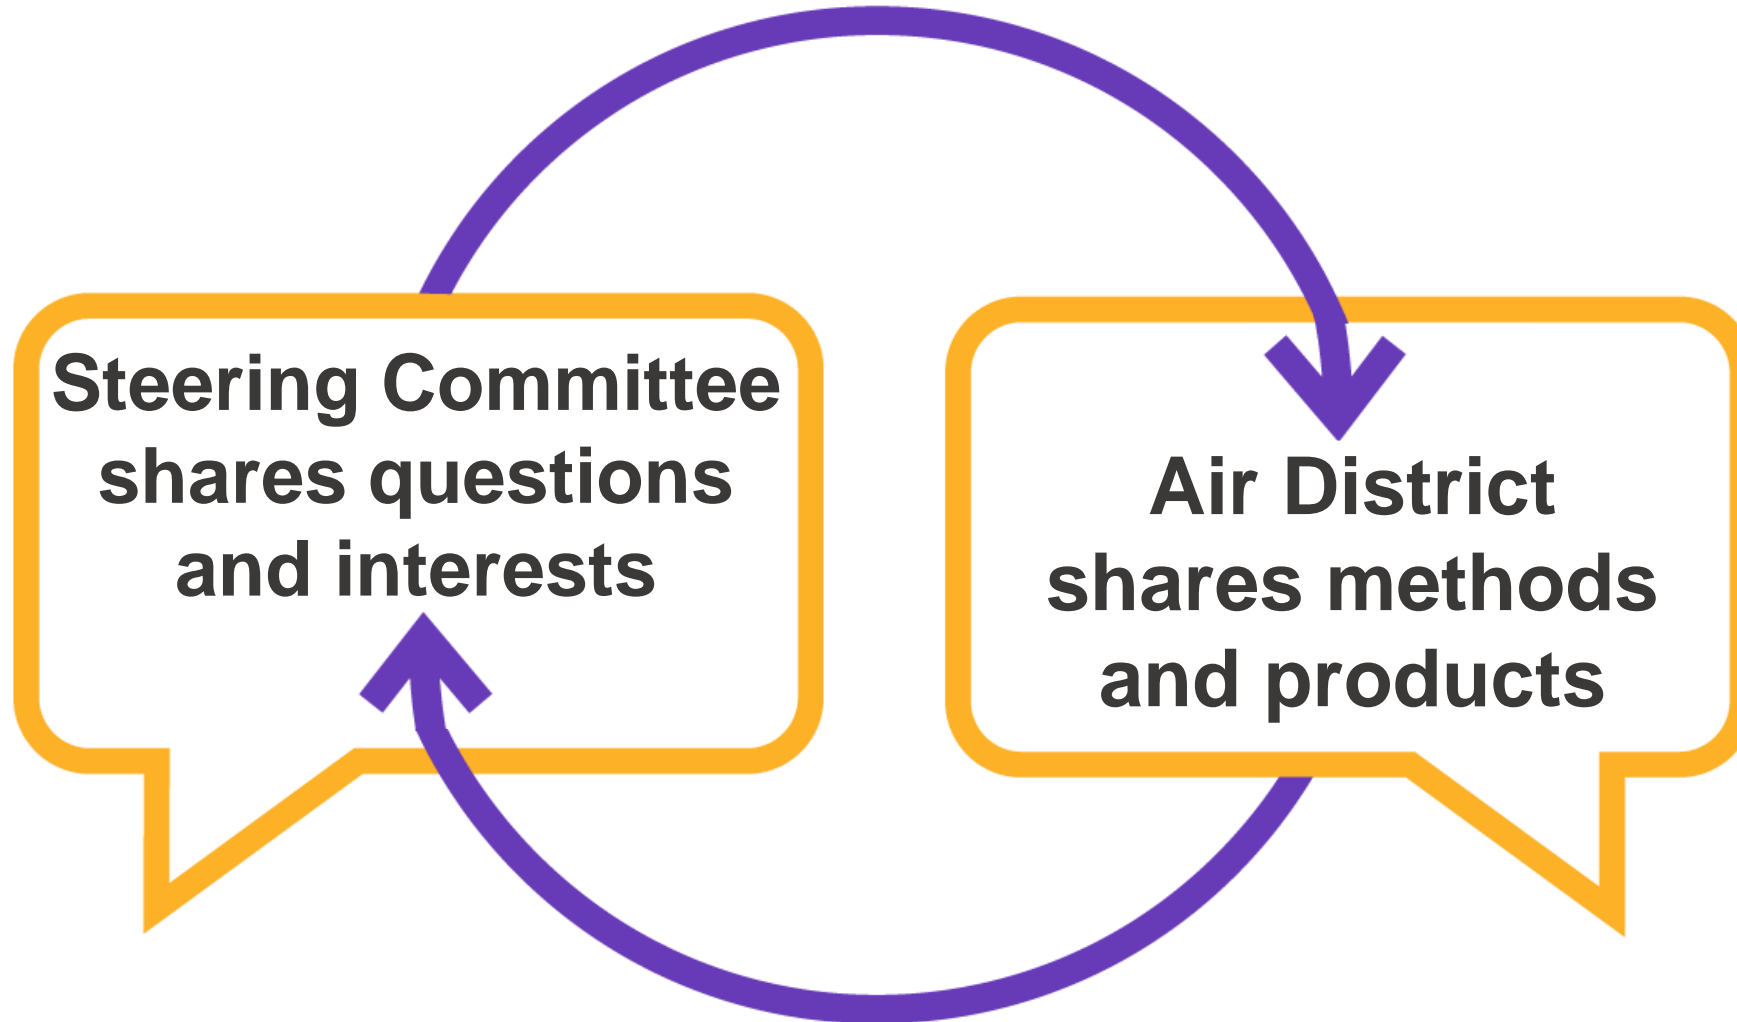 Steering Committee
shares questions
and interests
Air District
shares methods
and products